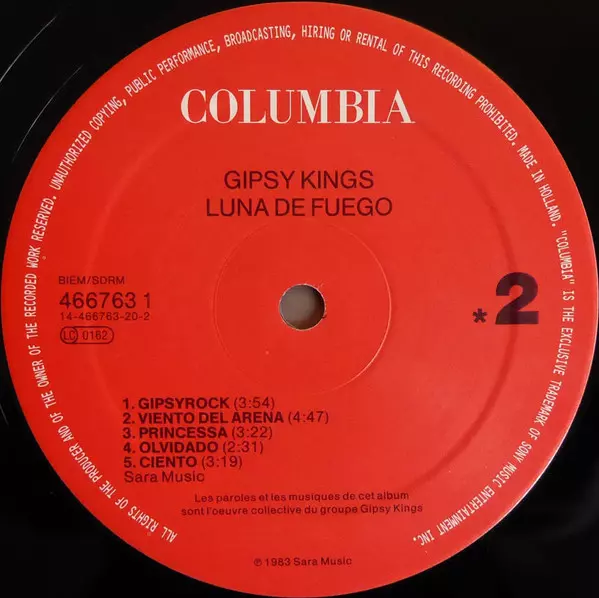 ALL RIGHTS OF THE PRODUCER AND OF THE OWNER OF THE RECORDED WORK RESERVED. UNAUTHORIZED COPYING, PUBLIC PERFORMANCE, BROADCASTING, HIRING OR RENTAL OF THIS RECORDING PROHIBITED. MADE IN HOLLAND. "COLUMBIA" IS THE EXCLUSIVE TRADEMARK OF SONY MUSIC ENTERTAINMENT INC.
COLUMBIA
GIPSY KINGS
LUNA DE FUEGO
BIEM/SDRM
466763 1
14-466763-20-2
LC 0162
*2
1. GIPSYROCK (3:54)
2. VIENTO DEL ARENA (4:47)
3. PRINCESSA (3:22)
4. OLVIDADO (2:31)
5. CIENTO (3:19)
Sara Music
Les paroles et les musiques de cet album
sont l'oeuvre collective du groupe Gipsy Kings
℗ 1983 Sara Music